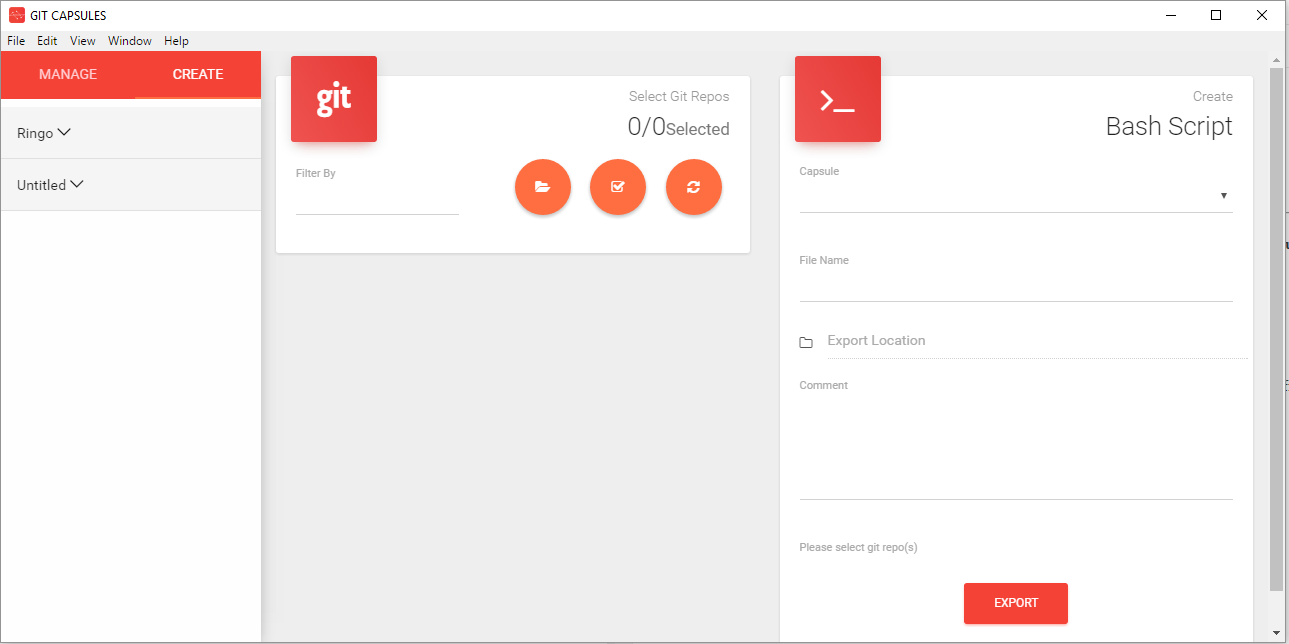 GIT CAPSULES
File Edit View Window Help
MANAGE CREATE
Ringo
Untitled
git
Select Git Repos
0/0Selected
Filter By
>_
Create
Bash Script
Capsule
File Name
Export Location
Comment
Please select git repo(s)
EXPORT